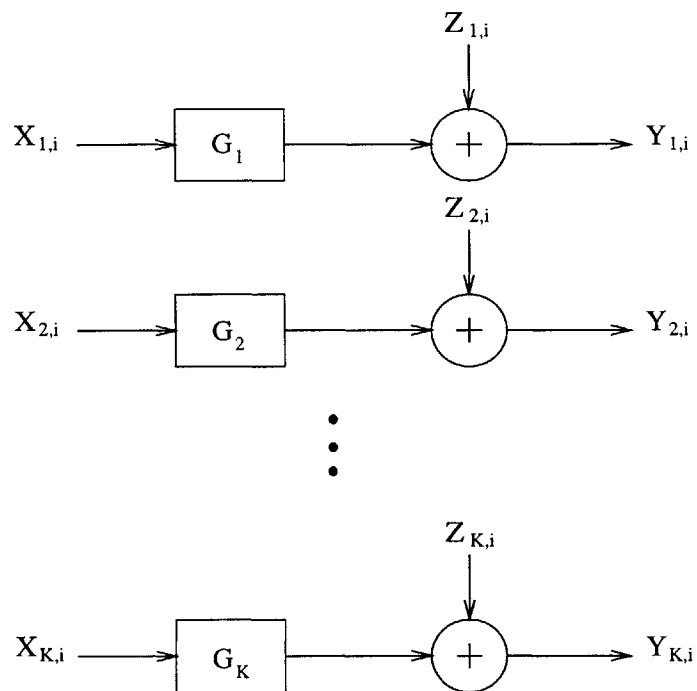 Z1,i
X1,i G1 + Y1,i
Z2,i
X2,i G2 + Y2,i
ZK,i
XK,i GK + YK,i